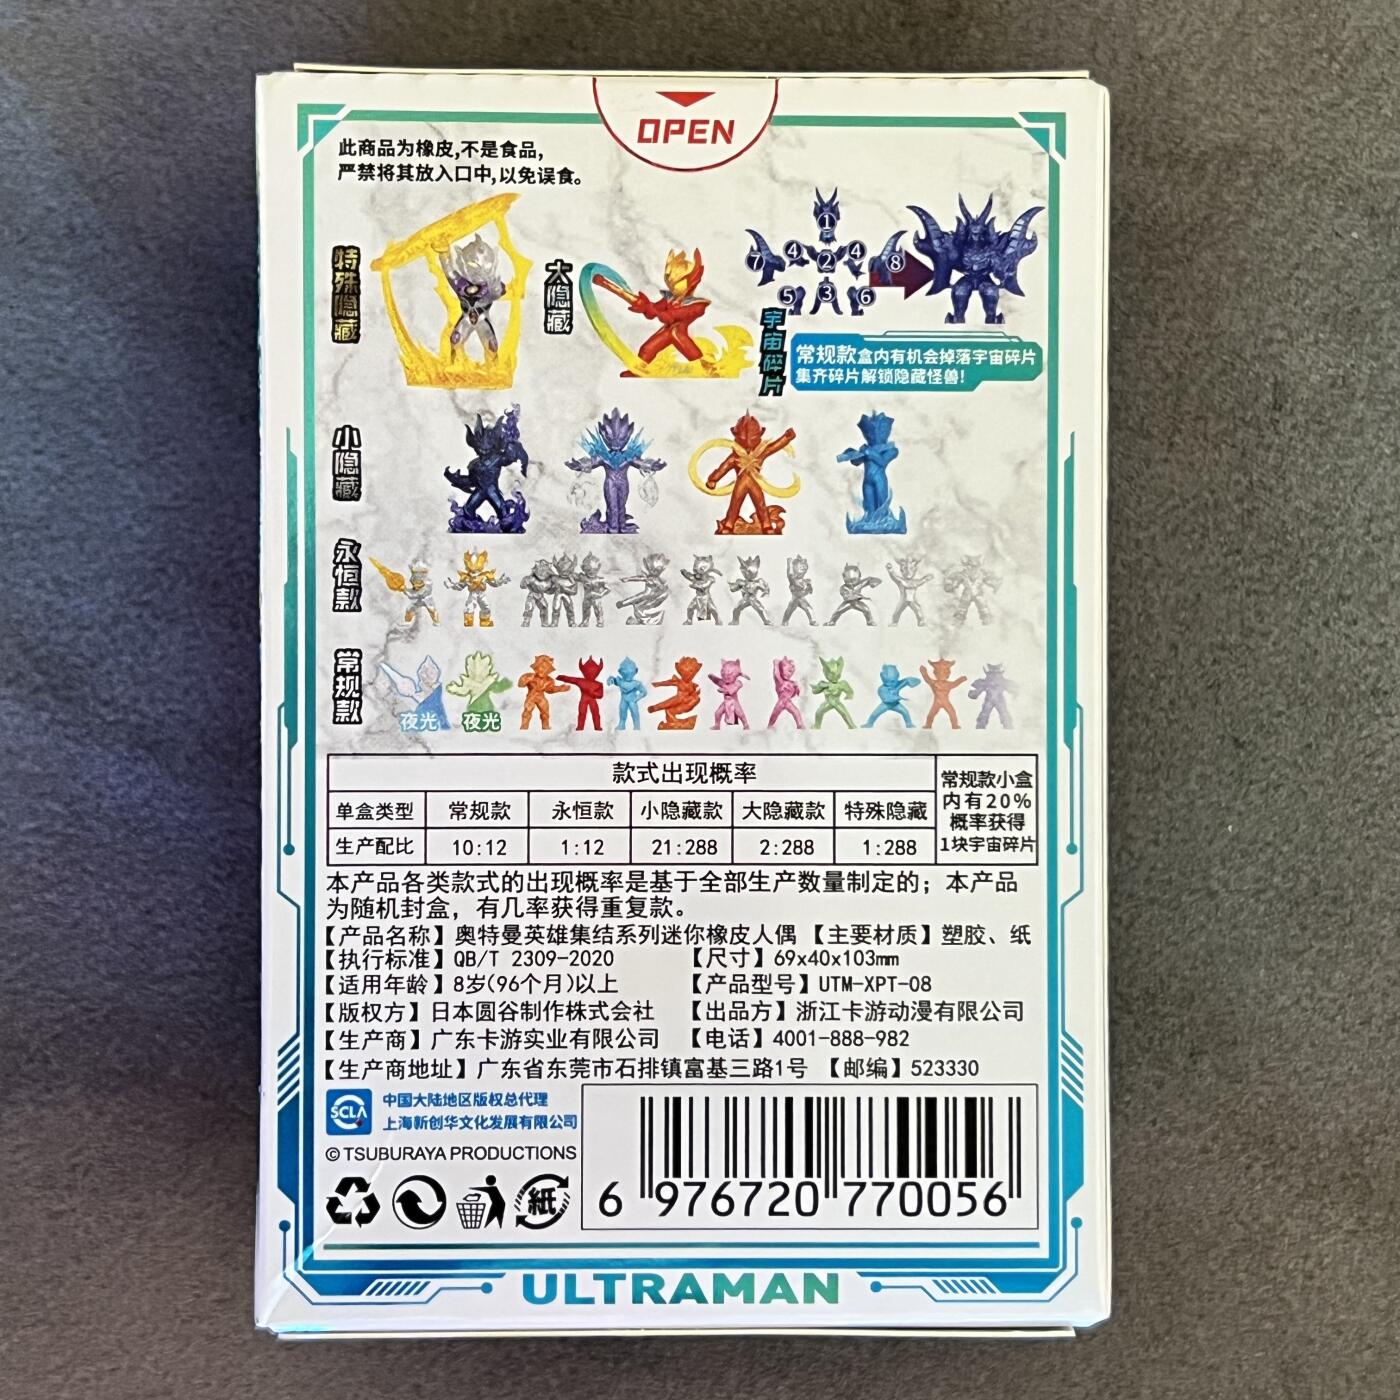 OPEN
此商品为橡皮,不是食品,
严禁将其放入口中,以免误食。
特殊隐藏
大隐藏
1
7
4
2
4
8
5
3
6
宇宙碎片
常规款盒内有机会掉落宇宙碎片
集齐碎片解锁隐藏怪兽!
小隐藏
永恒款
常规款
夜光
夜光
款式出现概率
单盒类型 常规款 永恒款 小隐藏款 大隐藏款 特殊隐藏
生产配比 10:12 1:12 21:288 2:288 1:288
常规款小盒
内有20%
概率获得
1块宇宙碎片
本产品各类款式的出现概率是基于全部生产数量制定的；本产品
为随机封盒，有几率获得重复款。
【产品名称】奥特曼英雄集结系列迷你橡皮人偶 【主要材质】塑胶、纸
【执行标准】QB/T 2309-2020 【尺寸】69x40x103mm
【适用年龄】8岁(96个月)以上 【产品型号】UTM-XPT-08
【版权方】日本圆谷制作株式会社 【出品方】浙江卡游动漫有限公司
【生产商】广东卡游实业有限公司 【电话】4001-888-982
【生产商地址】广东省东莞市石排镇富基三路1号 【邮编】523330
SCLA
中国大陆地区版权总代理
上海新创华文化发展有限公司
© TSUBURAYA PRODUCTIONS
紙
6 976720 770056
ULTRAMAN